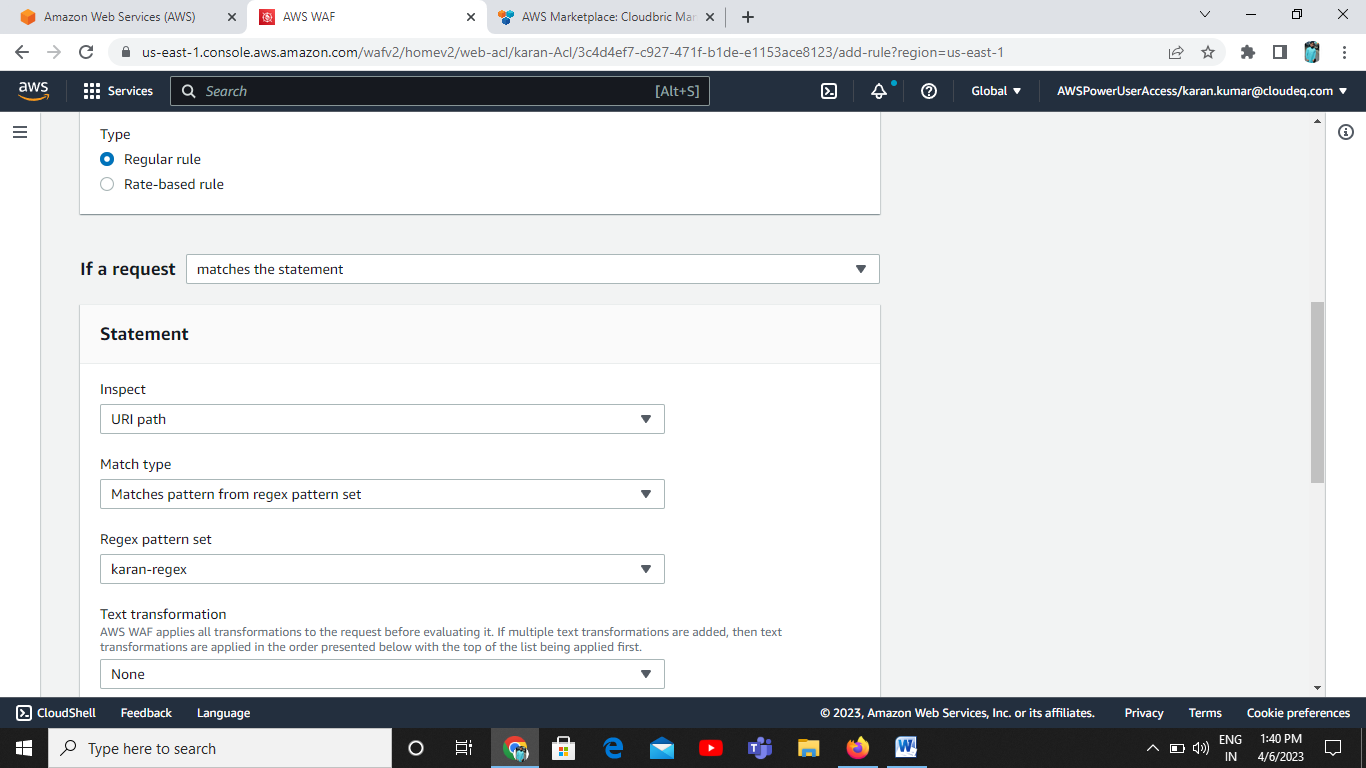 Amazon Web Services (AWS)
AWS WAF
AWS Marketplace: Cloudbric Mar
us-east-1.console.aws.amazon.com/wafv2/homev2/web-acl/karan-Acl/3c4d4ef7-c927-471f-b1de-e1153ace8123/add-rule?region=us-east-1
aws
Services
Search
[Alt+S]
Global
AWSPowerUserAccess/karan.kumar@cloudeq.com
Type
Regular rule
Rate-based rule
If a request
matches the statement
Statement
Inspect
URI path
Match type
Matches pattern from regex pattern set
Regex pattern set
karan-regex
Text transformation
AWS WAF applies all transformations to the request before evaluating it. If multiple text transformations are added, then text
transformations are applied in the order presented below with the top of the list being applied first.
None
CloudShell
Feedback
Language
© 2023, Amazon Web Services, Inc. or its affiliates.
Privacy
Terms
Cookie preferences
Type here to search
ENG
IN
1:40 PM
4/6/2023